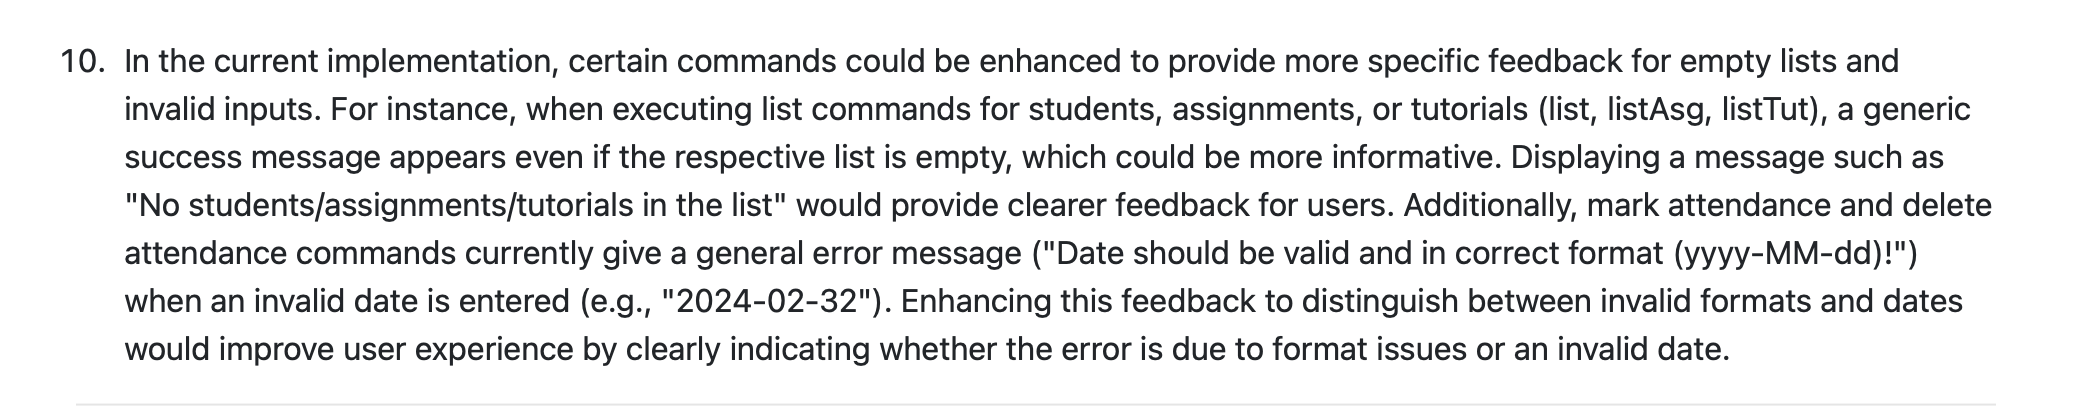 10. In the current implementation, certain commands could be enhanced to provide more specific feedback for empty lists and
invalid inputs. For instance, when executing list commands for students, assignments, or tutorials (list, listAsg, listTut), a generic
success message appears even if the respective list is empty, which could be more informative. Displaying a message such as
"No students/assignments/tutorials in the list" would provide clearer feedback for users. Additionally, mark attendance and delete
attendance commands currently give a general error message ("Date should be valid and in correct format (yyyy-MM-dd)!")
when an invalid date is entered (e.g., "2024-02-32"). Enhancing this feedback to distinguish between invalid formats and dates
would improve user experience by clearly indicating whether the error is due to format issues or an invalid date.